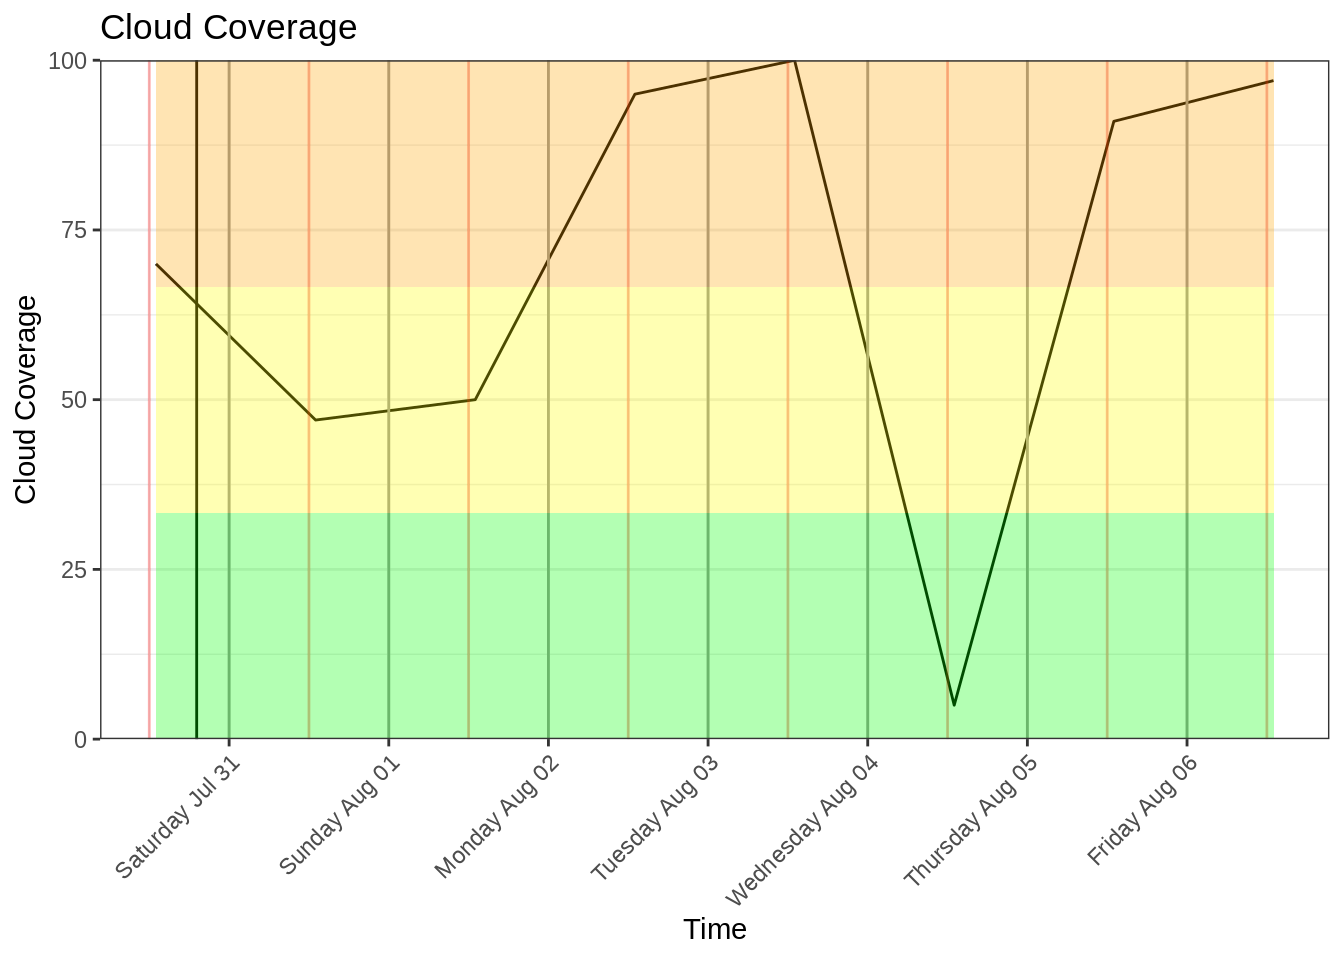 Cloud Coverage
Cloud Coverage
100
75
50
25
0
Saturday Jul 31
Sunday Aug 01
Monday Aug 02
Tuesday Aug 03
Wednesday Aug 04
Thursday Aug 05
Friday Aug 06
Time